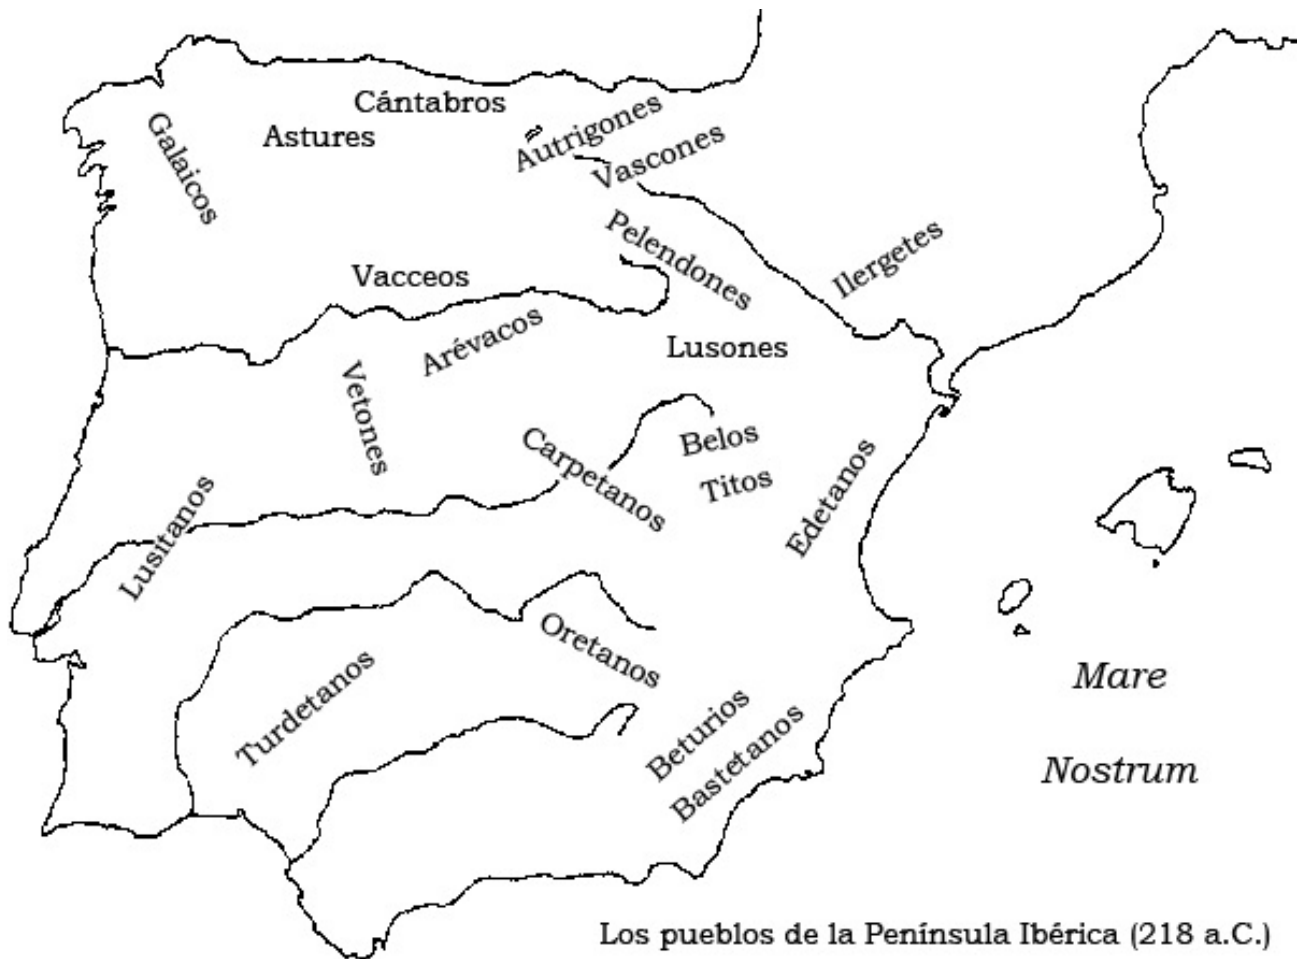 Cántabros
Astures
Galaicos
Autrigones
Vascones
Pelendones
Ilergetes
Vacceos
Arévacos
Lusones
Vetones
Carpetanos
Belos
Titos
Edetanos
Lusitanos
Oretanos
Turdetanos
Beturios
Bastetanos
Mare
Nostrum
Los pueblos de la Península Ibérica (218 a.C.)